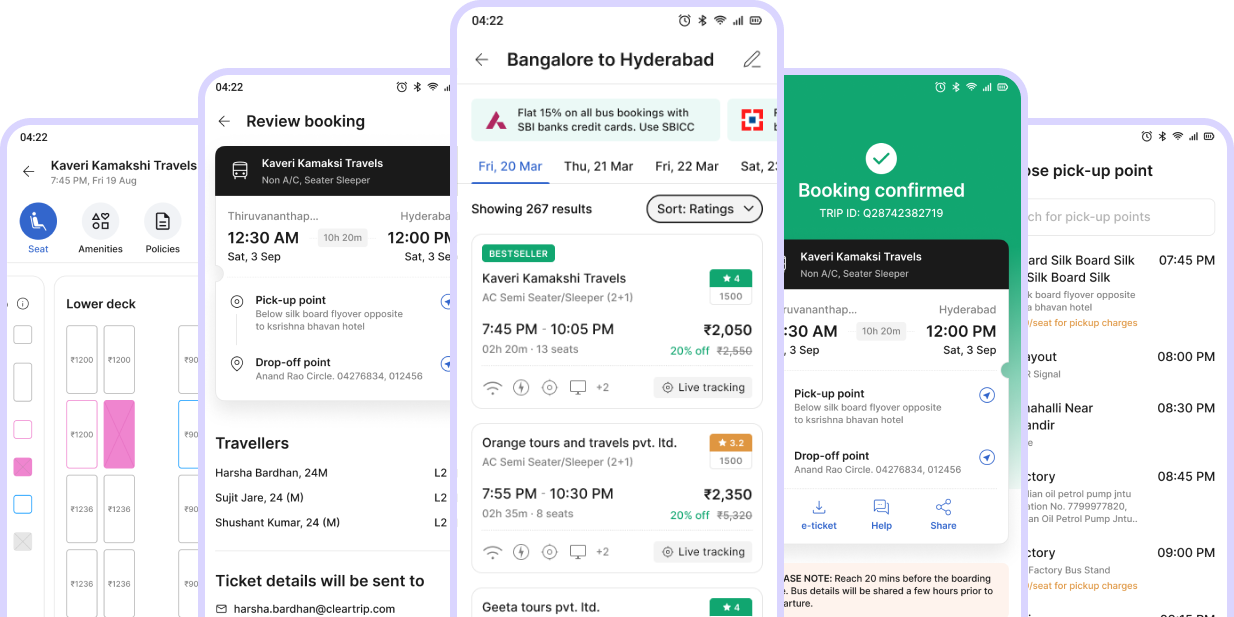 04:22
Kaveri Kamakshi Travels
7:45 PM, Fri 19 Aug
Seat
Amenities
Policies
Lower deck
₹1200
₹1200
₹90
₹1200
₹90
₹1236
₹1236
₹90
₹1236
₹1236
₹90
04:22
Review booking
Kaveri Kamaksi Travels
Non A/C, Seater Sleeper
Thiruvananthap...
Hyderaba
12:30 AM
10h 20m
12:00 P
Sat, 3 Sep
Sat, 3 Se
Pick-up point
Below silk board flyover opposite
to ksrishna bhavan hotel
Drop-off point
Anand Rao Circle. 04276834, 012456
Travellers
Harsha Bardhan, 24M
L2
Sujit Jare, 24 (M)
L2
Shushant Kumar, 24 (M)
L2
Ticket details will be sent to
harsha.bardhan@cleartrip.com
04:22
Bangalore to Hyderabad
Flat 15% on all bus bookings with
SBI banks credit cards. Use SBICC
Fri, 20 Mar
Thu, 21 Mar
Fri, 22 Mar
Sat, 23
Showing 267 results
Sort: Ratings
BESTSELLER
Kaveri Kamakshi Travels
4
AC Semi Seater/Sleeper (2+1)
1500
7:45 PM - 10:05 PM
₹2,050
02h 20m · 13 seats
20% off ₹2,550
+2
Live tracking
Orange tours and travels pvt. ltd.
3.2
AC Semi Seater/Sleeper (2+1)
1500
7:55 PM - 10:30 PM
₹2,350
02h 35m · 8 seats
20% off ₹5,320
+2
Live tracking
Geeta tours pvt. ltd.
4
Booking confirmed
TRIP ID: Q28742382719
Kaveri Kamaksi Travels
Non A/C, Seater Sleeper
ruvananthap...
Hyderabad
:30 AM
10h 20m
12:00 PM
, 3 Sep
Sat, 3 Sep
Pick-up point
Below silk board flyover opposite
to ksrishna bhavan hotel
Drop-off point
Anand Rao Circle. 04276834, 012456
e-ticket
Help
Share
ASE NOTE: Reach 20 mins before the boarding
e. Bus details will be shared a few hours prior to
arture.
ose pick-up point
ch for pick-up points
ard Silk Board Silk
07:45 PM
Silk Board Silk
k board flyover opposite
a bhavan hotel
/seat for pickup charges
ayout
08:00 PM
R Signal
ahalli Near
08:30 PM
andir
e
ctory
08:45 PM
lian oil petrol pump jntu
ation No. 7799977820,
an Oil Petrol Pump Jntu..
ctory
09:00 PM
Factory Bus Stand
/seat for pickup charges